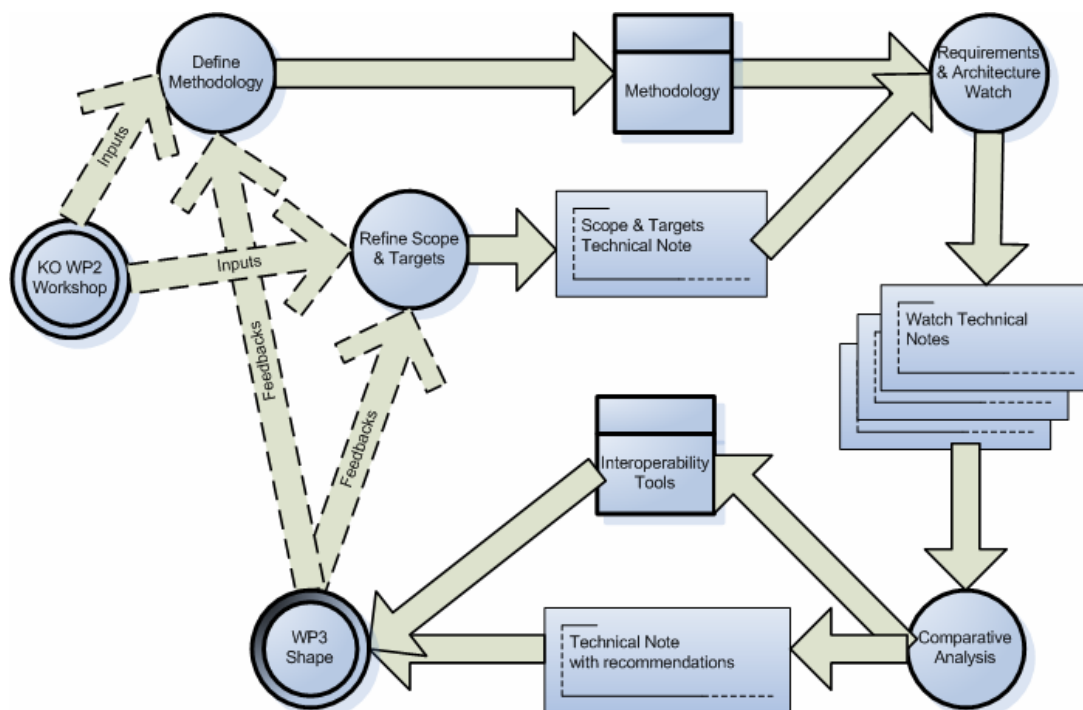 Define
Methodology
Methodology
Requirements
& Architecture
Watch
Inputs
KO WP2
Workshop
Inputs
Refine Scope
& Targets
Scope & Targets
Technical Note
Watch Technical
Notes
Feedbacks
Feedbacks
Interoperability
Tools
WP3
Shape
Technical Note
with recommendations
Comparative
Analysis